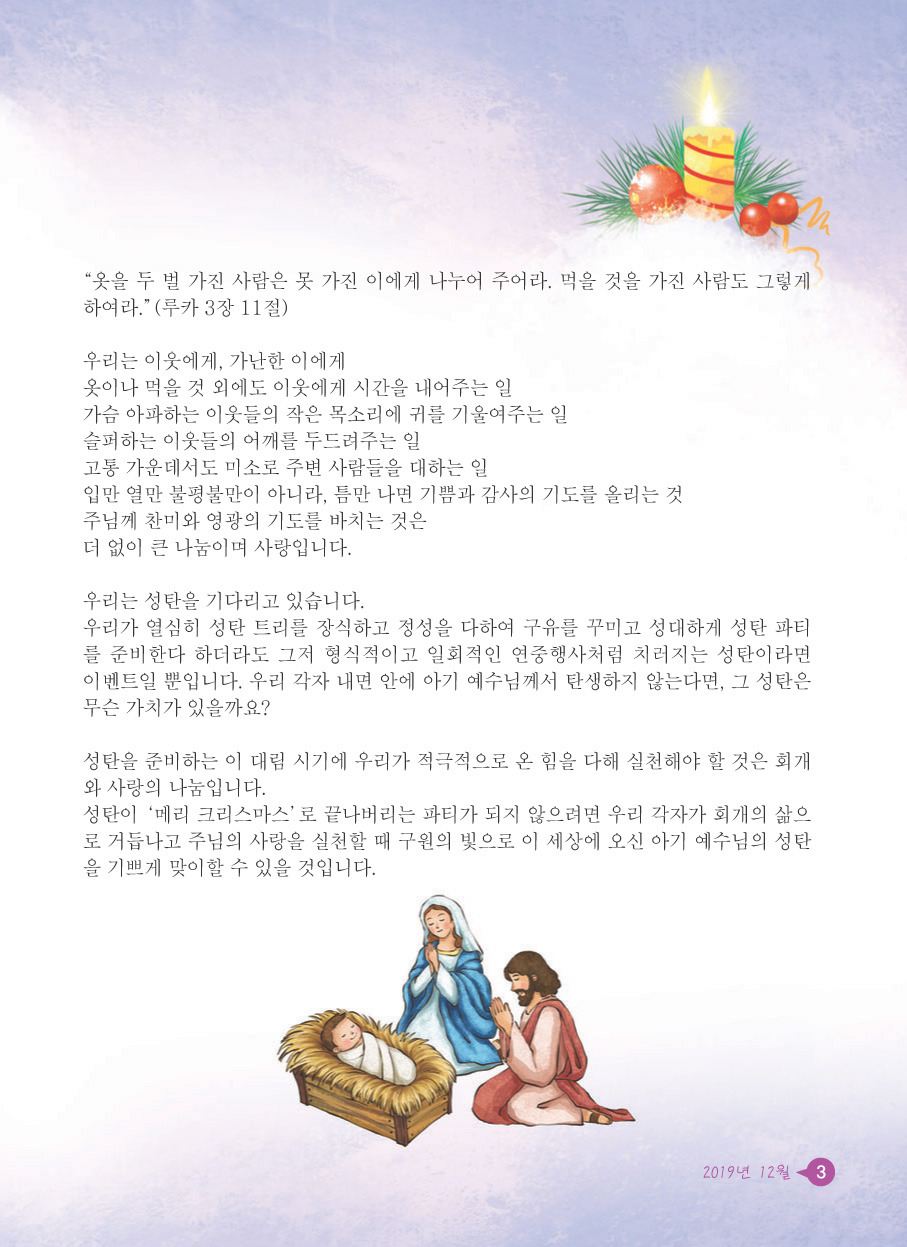 “옷을 두 벌 가진 사람은 못 가진 이에게 나누어 주어라. 먹을 것을 가진 사람도 그렇게
하여라.” (루카 3장 11절)
우리는 이웃에게, 가난한 이에게
옷이나 먹을 것 외에도 이웃에게 시간을 내어주는 일
가슴 아파하는 이웃들의 작은 목소리에 귀를 기울여주는 일
슬퍼하는 이웃들의 어깨를 두드려주는 일
고통 가운데서도 미소로 주변 사람들을 대하는 일
입만 열만 불평불만이 아니라, 틈만 나면 기쁨과 감사의 기도를 올리는 것
주님께 찬미와 영광의 기도를 바치는 것은
더 없이 큰 나눔이며 사랑입니다.
우리는 성탄을 기다리고 있습니다.
우리가 열심히 성탄 트리를 장식하고 정성을 다하여 구유를 꾸미고 성대하게 성탄 파티
를 준비한다 하더라도 그저 형식적이고 일회적인 연중행사처럼 치러지는 성탄이라면
이벤트일 뿐입니다. 우리 각자 내면 안에 아기 예수님께서 탄생하지 않는다면, 그 성탄은
무슨 가치가 있을까요?
성탄을 준비하는 이 대림 시기에 우리가 적극적으로 온 힘을 다해 실천해야 할 것은 회개
와 사랑의 나눔입니다.
성탄이 ‘메리 크리스마스’로 끝나버리는 파티가 되지 않으려면 우리 각자가 회개의 삶으
로 거듭나고 주님의 사랑을 실천할 때 구원의 빛으로 이 세상에 오신 아기 예수님의 성탄
을 기쁘게 맞이할 수 있을 것입니다.
2019년 12월 3